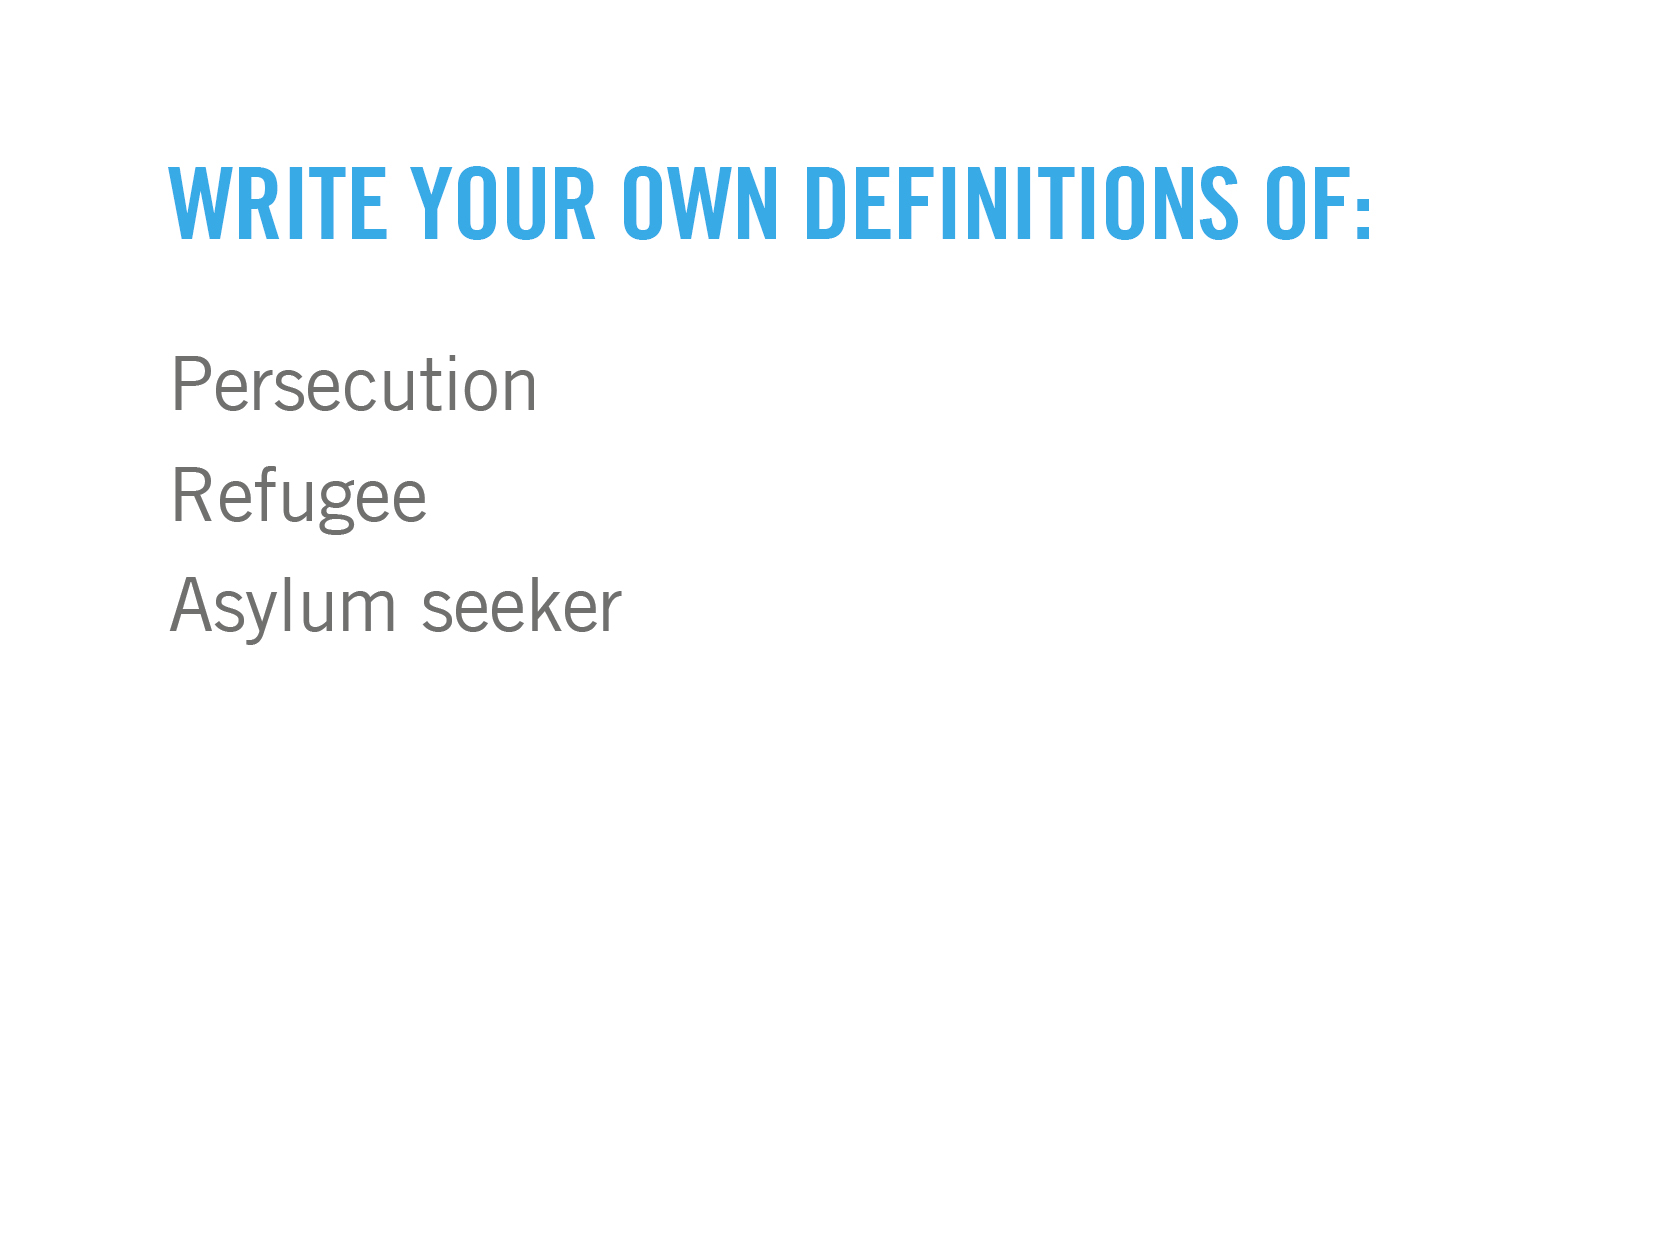 WRITE YOUR OWN DEFINITIONS OF:
Persecution
Refugee
Asylum seeker